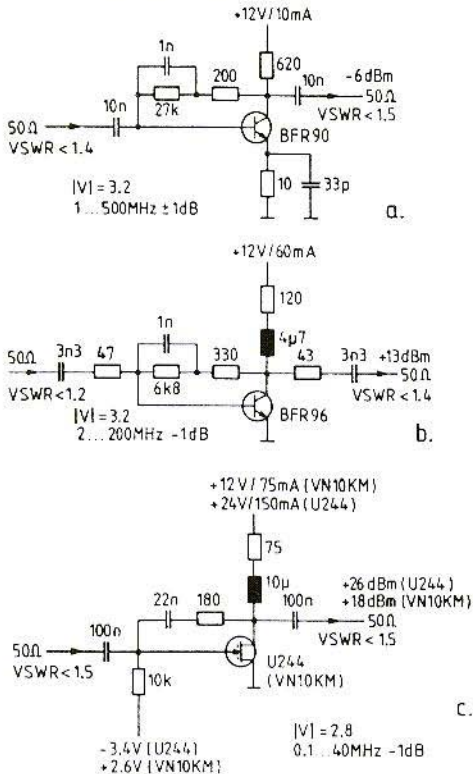 +12V/10mA
1n
620
200
10n
-6dBm
27k
50Ω
10n
VSWR<1.5
50Ω
BFR90
VSWR<1.4
10
33p
|V|=3.2
1...500MHz ±1dB
a.
+12V/60mA
120
1n
4µ7
3n3
47
330
43
3n3
+13dBm
50Ω
50Ω
6k8
VSWR<1.2
VSWR<1.4
|V|=3.2
BFR96
2...200MHz -1dB
b.
+12V/75mA(VN10KM)
+24V/150mA(U244)
75
10µ
+26dBm(U244)
22n
180
100n
+18dBm(VN10KM)
100n
50Ω
50Ω
VSWR<1.5
VSWR<1.5
U244
(VN10KM)
10k
c.
|V|=2.8
-3.4V(U244)
0.1...40MHz -1dB
+2.6V(VN10KM)